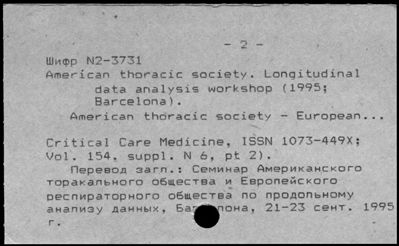 - 2 -
Шифр N2-3731
American thoracic society. Longitudinal
data analysis workshop (1995;
Barcelona).
American thoracic society - European...
Critical Care Medicine, ISSN 1073-449X;
Vol. 154, suppl. N 6, pt 2).
Перевод загл.: Семинар Американского
торакального общества и Европейского
респираторного общества по продольному
анализу данных, 21-23 сент. 1995
г.